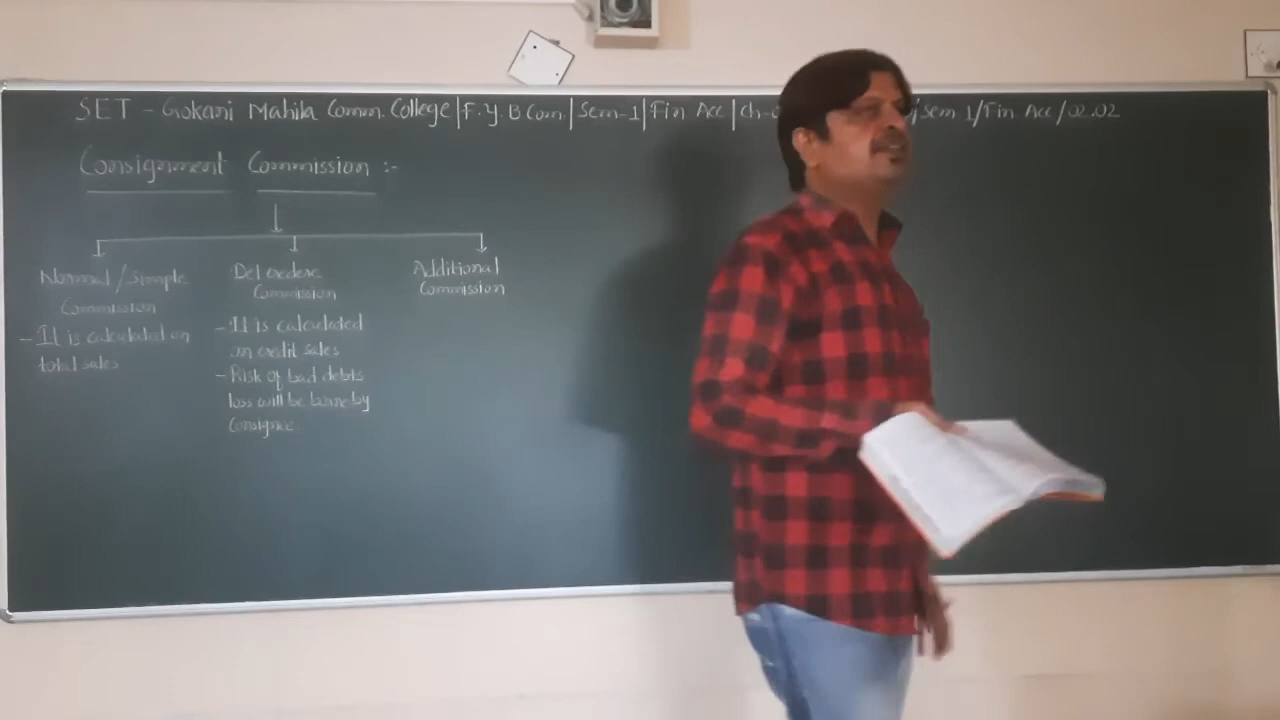 SET - Gokani Mahila Comm. College | F.Y. B Com. | Sem-1 | Fin Acc | Ch- Sem 1/Fin. Acc/02.02
Consignment Commission :-
Normal/Simple
Commission
- It is calculated on
total sales
Del credere
Commission
- It is calculated
on credit sales
- Risk of bad debts
loss will be borne by
Consignee.
Additional
Commission